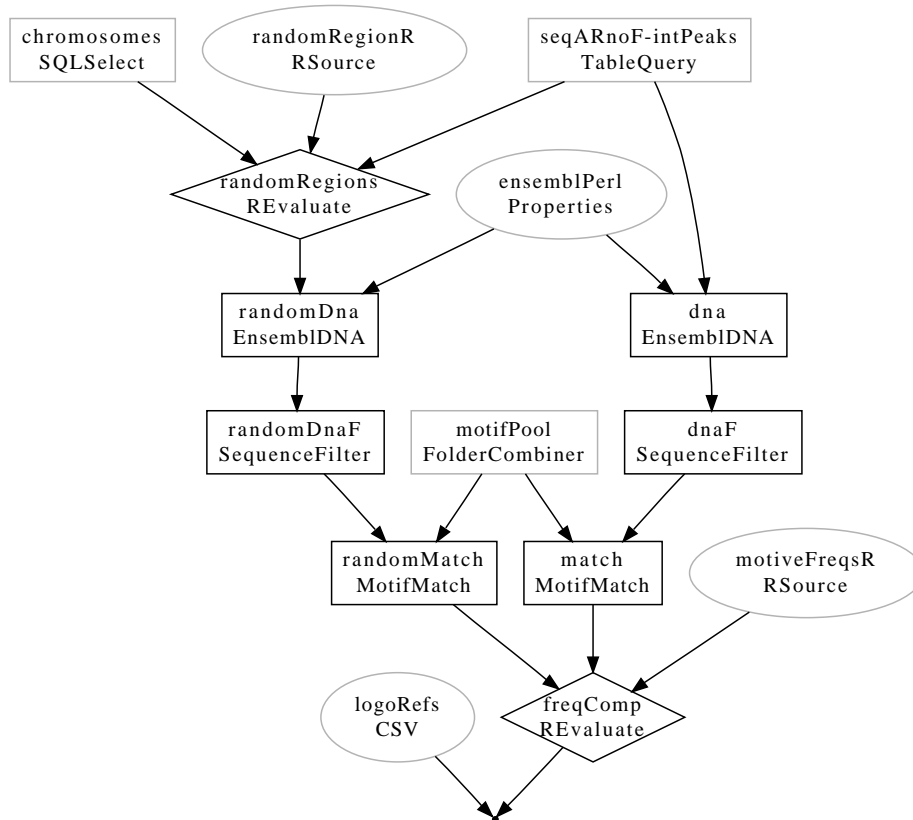 chromosomes
SQLSelect
randomRegionR
RSource
seqARnoF-intPeaks
TableQuery
randomRegions
REvaluate
ensemblPerl
Properties
randomDna
EnsemblDNA
dna
EnsemblDNA
randomDnaF
SequenceFilter
motifPool
FolderCombiner
dnaF
SequenceFilter
randomMatch
MotifMatch
match
MotifMatch
motiveFreqsR
RSource
logoRefs
CSV
freqComp
REvaluate